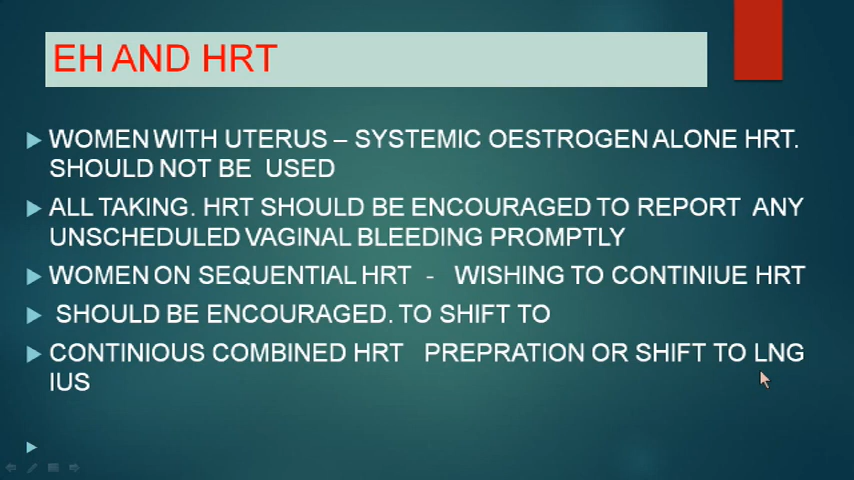 EH AND HRT
WOMEN WITH UTERUS – SYSTEMIC OESTROGEN ALONE HRT.
SHOULD NOT BE USED
ALL TAKING. HRT SHOULD BE ENCOURAGED TO REPORT ANY
UNSCHEDULED VAGINAL BLEEDING PROMPTLY
WOMEN ON SEQUENTIAL HRT - WISHING TO CONTINIUE HRT
SHOULD BE ENCOURAGED. TO SHIFT TO
CONTINIOUS COMBINED HRT PREPRATION OR SHIFT TO LNG
IUS